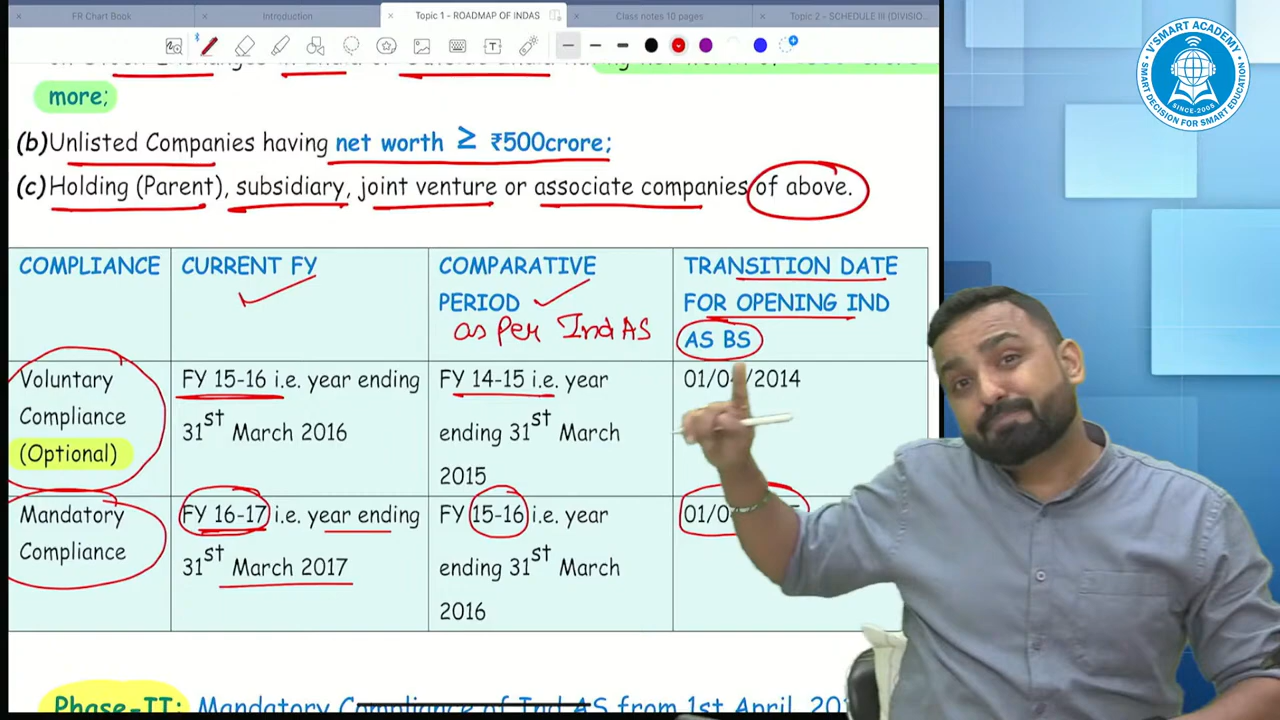 FR Chart Book
Introduction
Topic 1 - ROADMAP OF INDAS
Class notes 10 pages
Topic 2 - SCHEDULE III (DIVISIO...
V'SMART ACADEMY
SINCE-2005
SMART DECISION FOR SMART EDUCATION
more;
(b)Unlisted Companies having net worth ≥ ₹500crore;
(c) Holding (Parent), subsidiary, joint venture or associate companies of above.
COMPLIANCE
CURRENT FY
COMPARATIVE
PERIOD
as Per Ind AS
TRANSITION DATE
FOR OPENING IND
AS BS
Voluntary
Compliance
(Optional)
FY 15-16 i.e. year ending
31st March 2016
FY 14-15 i.e. year
ending 31st March
2015
/2014
Mandatory
Compliance
FY 16-17 i.e. year ending
31st March 2017
FY 15-16 i.e. year
ending 31st March
2016
Phase-II: Mandatory Compliance of Ind AS from 1st April,